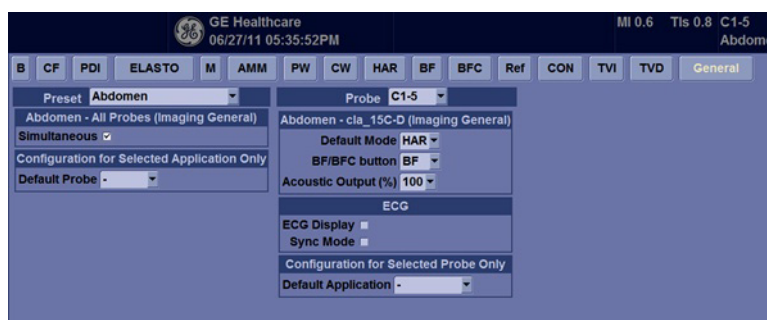 GE Healthcare
06/27/11 05:35:52PM
MI 0.6 TIs 0.8 C1-5
Abdom
B CF PDI ELASTO M AMM PW CW HAR BF BFC Ref CON TVI TVD General
Preset Abdomen
Abdomen - All Probes (Imaging General)
Simultaneous
Configuration for Selected Application Only
Default Probe -
Probe C1-5
Abdomen - cla_15C-D (Imaging General)
Default Mode HAR
BF/BFC button BF
Acoustic Output (%) 100
ECG
ECG Display
Sync Mode
Configuration for Selected Probe Only
Default Application -